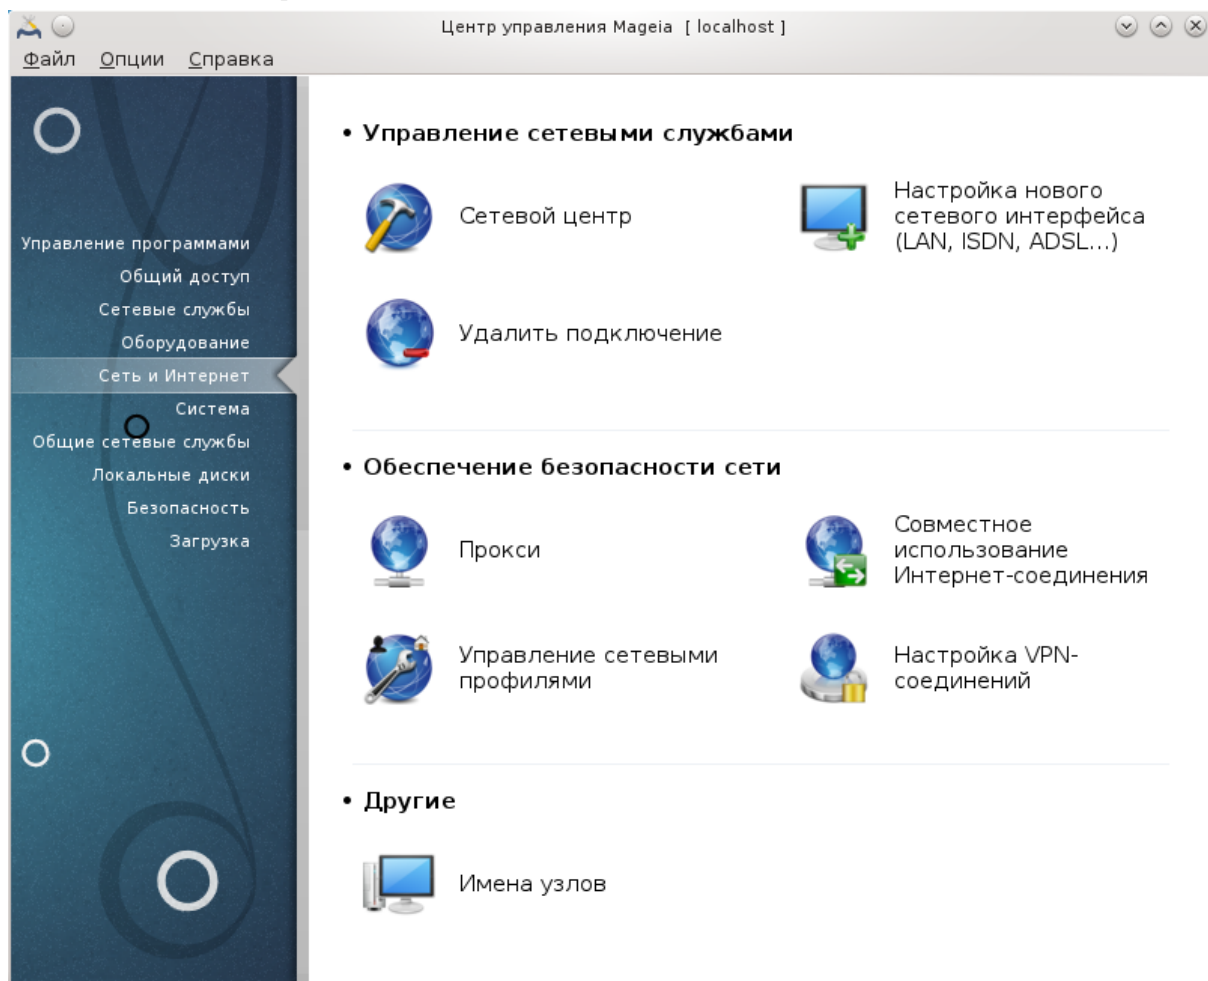 Центр управления Mageia [ localhost ]
Файл Опции Справка
Управление программами
Общий доступ
Сетевые службы
Оборудование
Сеть и Интернет
Система
Общие сетевые службы
Локальные диски
Безопасность
Загрузка
• Управление сетевыми службами
Сетевой центр
Настройка нового
сетевого интерфейса
(LAN, ISDN, ADSL...)
Удалить подключение
• Обеспечение безопасности сети
Прокси
Совместное
использование
Интернет-соединения
Управление сетевыми
профилями
Настройка VPN-
соединений
• Другие
Имена узлов